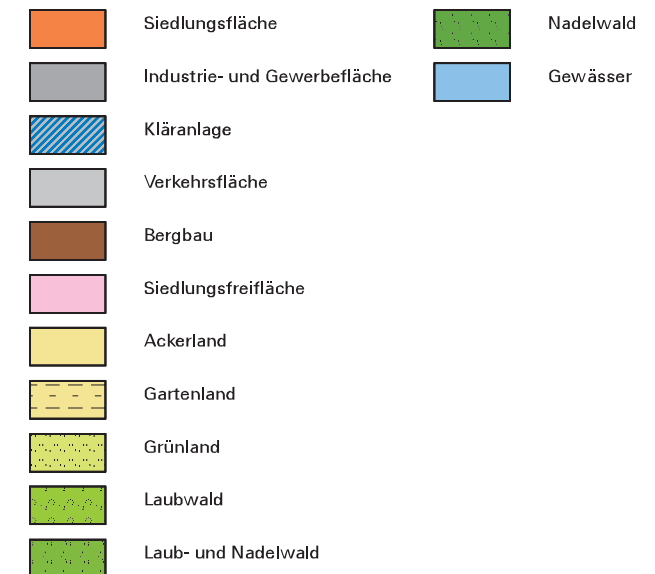 Siedlungsfläche
Industrie- und Gewerbefläche
Kläranlage
Verkehrsfläche
Bergbau
Siedlungsfreifläche
Ackerland
Gartenland
Grünland
Laubwald
Laub- und Nadelwald
Nadelwald
Gewässer